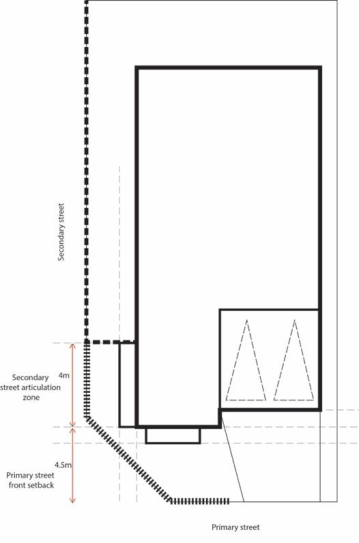 Secondary street
4m
Secondary
street articulation
zone
4.5m
Primary street
front setback
Primary street